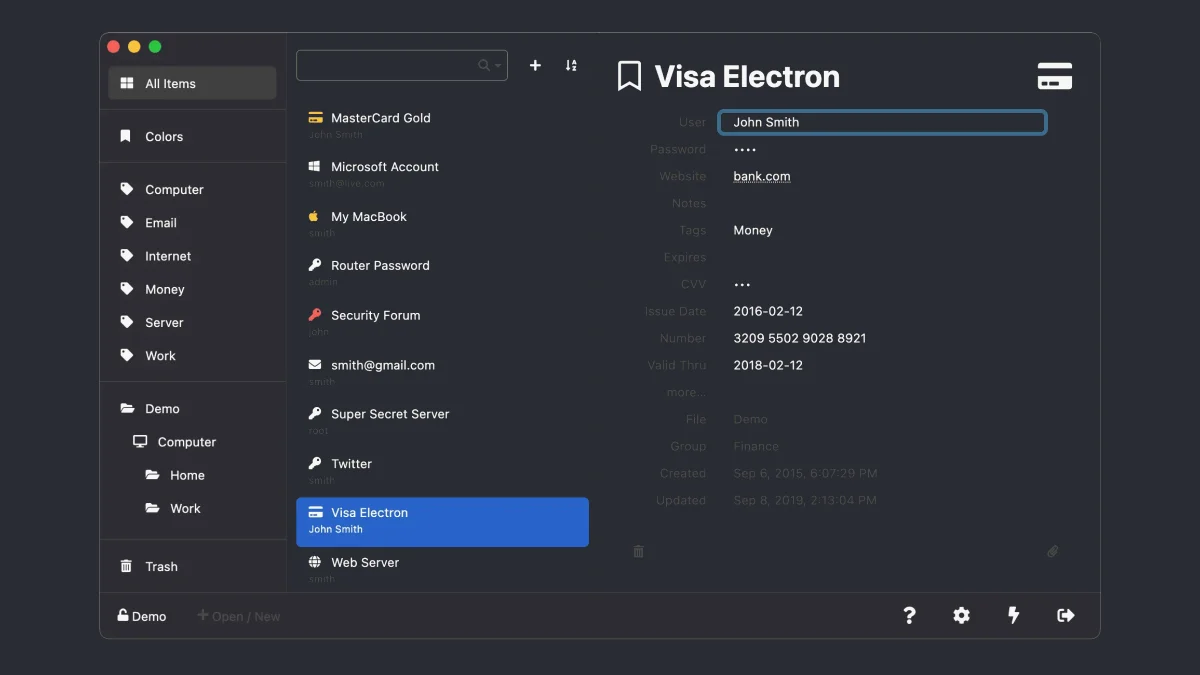 All Items
Colors
Computer
Email
Internet
Money
Server
Work
Demo
Computer
Home
Work
Trash
MasterCard Gold
John Smith
Microsoft Account
smith@live.com
My MacBook
smith
Router Password
admin
Security Forum
john
smith@gmail.com
smith
Super Secret Server
root
Twitter
smith
Visa Electron
John Smith
Web Server
smith
Visa Electron
User John Smith
Password ••••
Website bank.com
Notes
Tags Money
Expires
CVV •••
Issue Date 2016-02-12
Number 3209 5502 9028 8921
Valid Thru 2018-02-12
more...
File Demo
Group Finance
Created Sep 6, 2015, 6:07:29 PM
Updated Sep 8, 2019, 2:13:04 PM
Demo + Open / New ?